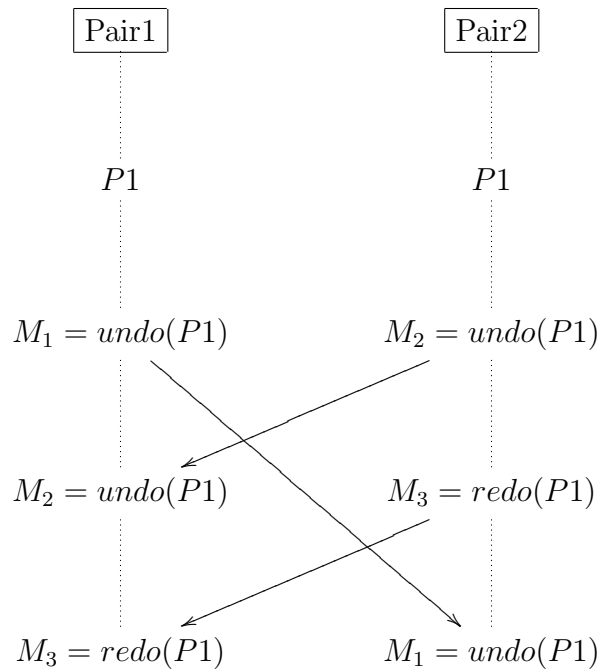 Pair1 Pair2
P1 P1
M₁ = undo(P1) M₂ = undo(P1)
M₂ = undo(P1) M₃ = redo(P1)
M₃ = redo(P1) M₁ = undo(P1)